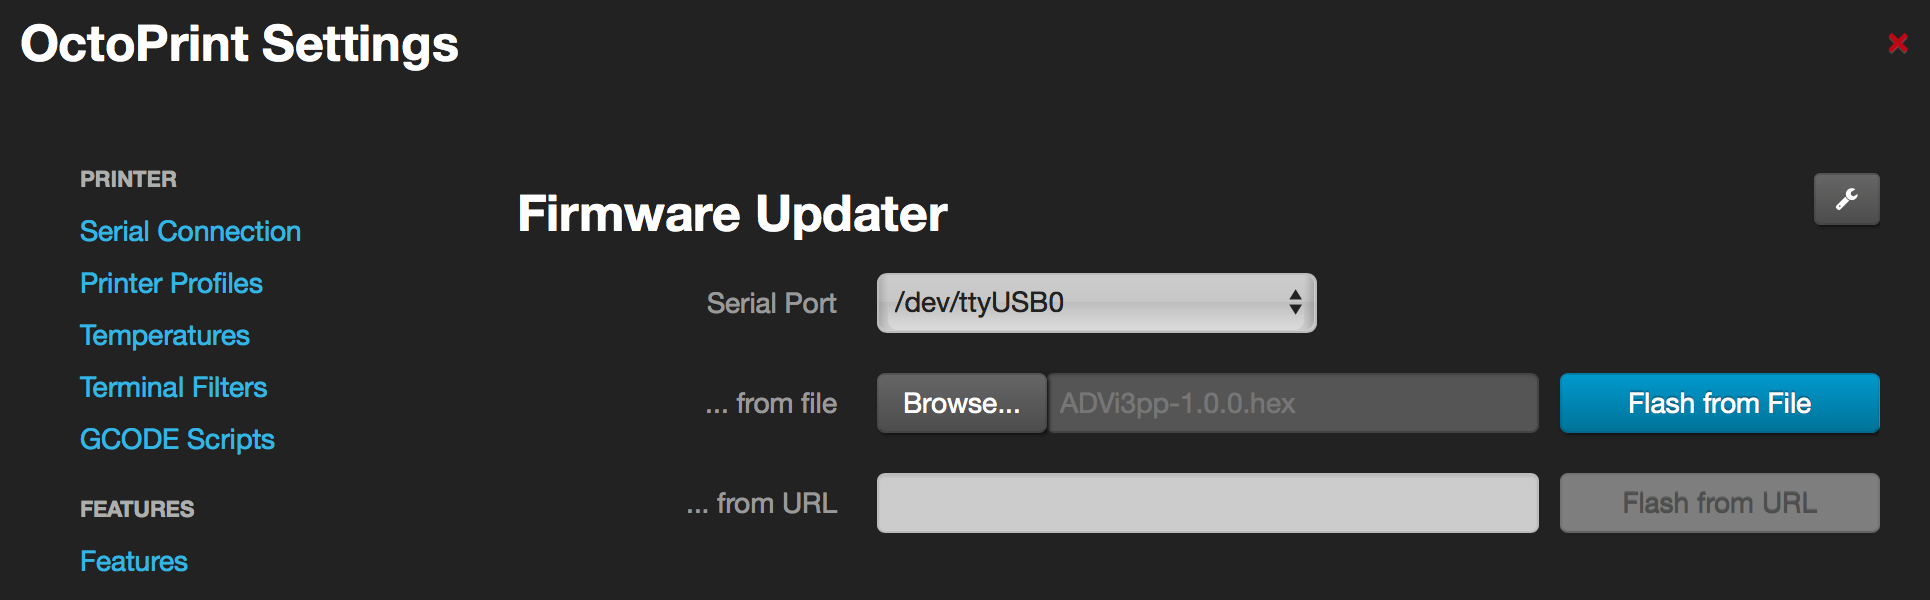 OctoPrint Settings
PRINTER
Serial Connection
Printer Profiles
Temperatures
Terminal Filters
GCODE Scripts
FEATURES
Features
Firmware Updater
Serial Port /dev/ttyUSB0
... from file Browse... ADVi3pp-1.0.0.hex Flash from File
... from URL Flash from URL